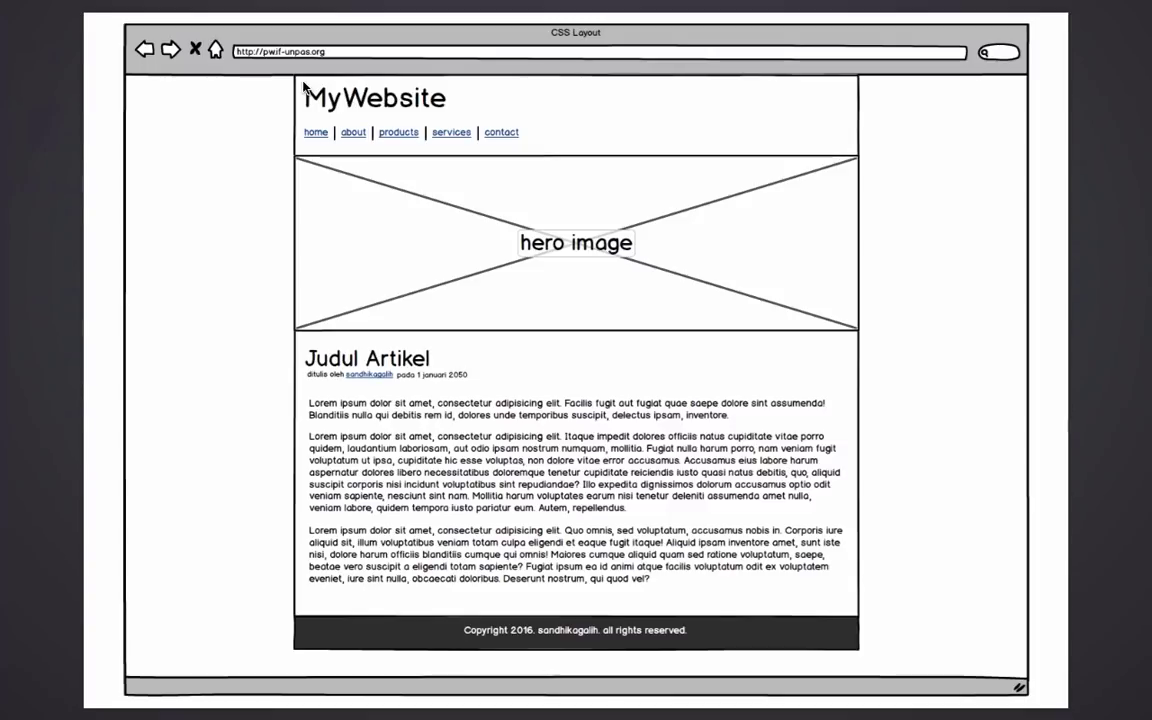 CSS Layout
http://pwif-unpas.org
MyWebsite
home | about | products | services | contact
hero image
Judul Artikel
ditulis oleh sandhikagalih pada 1 januari 2050
Lorem ipsum dolor sit amet, consectetur adipisicing elit. Facilis fugit aut fugiat quae saepe dolore sint assumenda!
Blanditiis nulla qui debitis rem id, dolores unde temporibus suscipit, delectus ipsam, inventore.
Lorem ipsum dolor sit amet, consectetur adipisicing elit. Itaque impedit dolores officiis natus cupiditate vitae porro
quidem, laudantium laboriosam, aut odio ipsam nostrum numquam, mollitia. Fugiat nulla harum porro, nam veniam fugit
voluptatum ut ipsa, cupiditate hic esse voluptas, non dolore vitae error accusamus. Accusamus eius labore harum
aspernatur dolores libero necessitatibus doloremque tenetur cupiditate reiciendis iusto quasi natus debitis, quo, aliquid
suscipit corporis nisi incidunt voluptatibus sint repudiandae? Illo expedita dignissimos dolorum accusamus optio odit
veniam sapiente, nesciunt sint nam. Mollitia harum voluptates earum nisi tenetur deleniti assumenda amet nulla,
veniam labore, quidem tempora iusto pariatur eum. Autem, repellendus.
Lorem ipsum dolor sit amet, consectetur adipisicing elit. Quo omnis, sed voluptatum, accusamus nobis in. Corporis iure
aliquid sit, illum voluptatibus veniam totam culpa eligendi et eaque fugit itaque! Aliquid ipsam inventore amet, sunt iste
nisi, dolore harum officiis blanditiis cumque qui omnis! Maiores cumque aliquid quam sed ratione voluptatum, saepe,
beatae vero suscipit a eligendi totam sapiente? Fugiat ipsum ea id animi atque facilis voluptatum odit ex voluptatem
eveniet, iure sint nulla, obcaecati doloribus. Deserunt nostrum, qui quod vel?
Copyright 2016. sandhikagalih. all rights reserved.